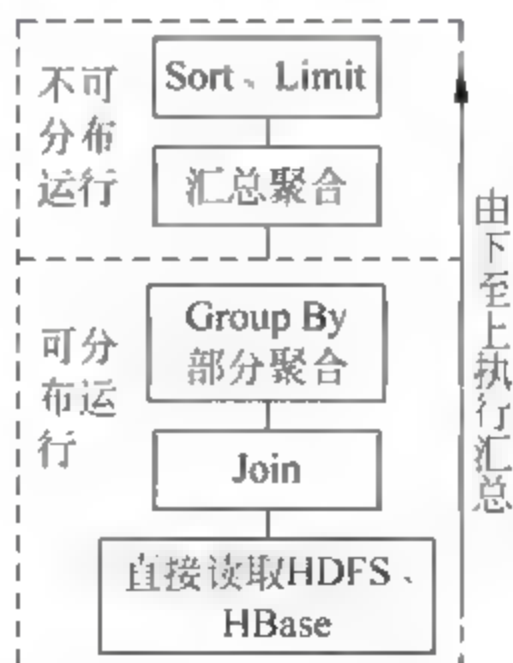 Sort、Limit
不可
分布
运行
汇总聚合
Group By
部分聚合
可分
布运
行
Join
直接读取HDFS、
HBase
由下至上执行汇总